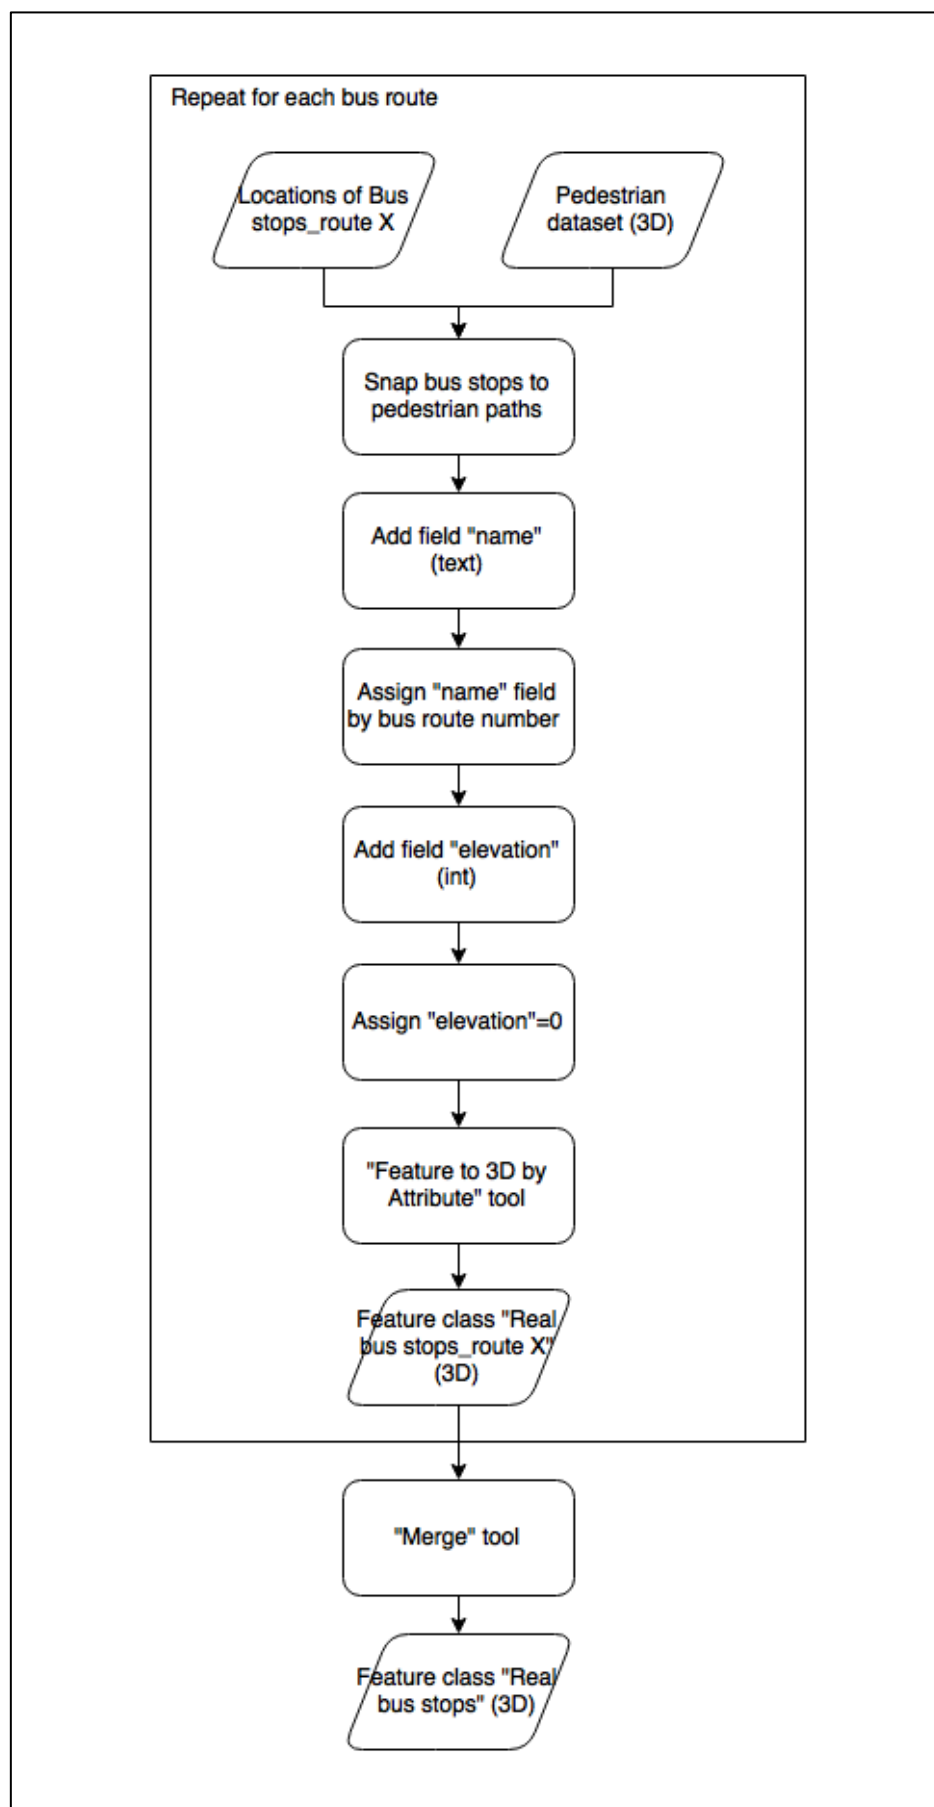 Repeat for each bus route
Locations of Bus
stops_route X
Pedestrian
dataset (3D)
Snap bus stops to
pedestrian paths
Add field "name"
(text)
Assign "name" field
by bus route number
Add field "elevation"
(int)
Assign "elevation"=0
"Feature to 3D by
Attribute" tool
Feature class "Real
bus stops_route X"
(3D)
"Merge" tool
Feature class "Real
bus stops" (3D)